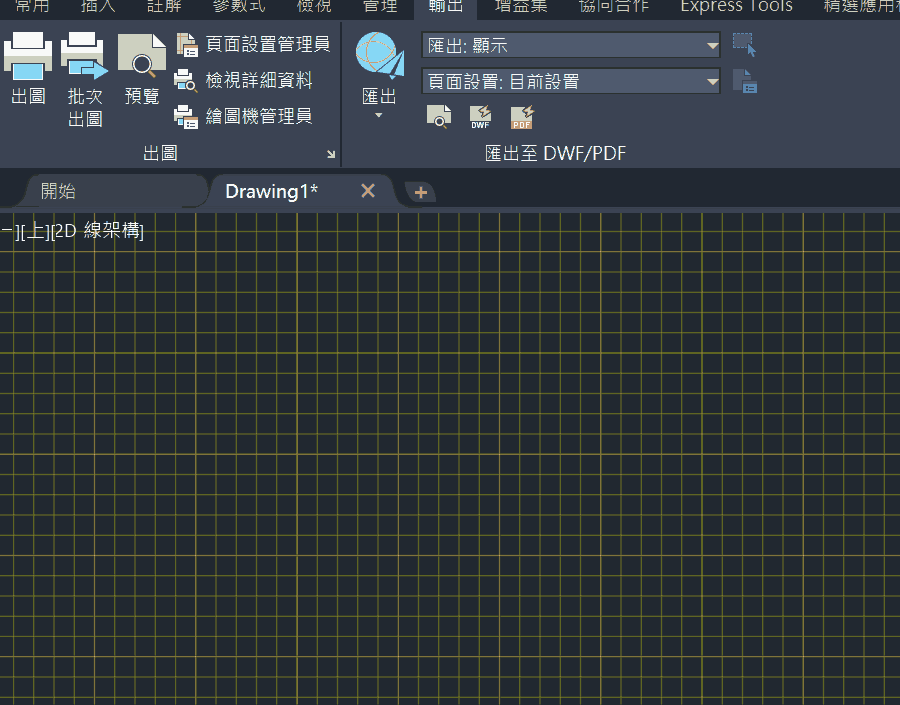 常用 插入 註解 參數式 檢視 管理 輸出 增益集 協同合作 Express Tools 精選應用
出圖
批次
出圖
預覽
頁面設置管理員
檢視詳細資料
繪圖機管理員
出圖
匯出
匯出: 顯示
頁面設置: 目前設置
DWF
PDF
匯出至 DWF/PDF
開始
Drawing1*
−][上][2D 線架構]